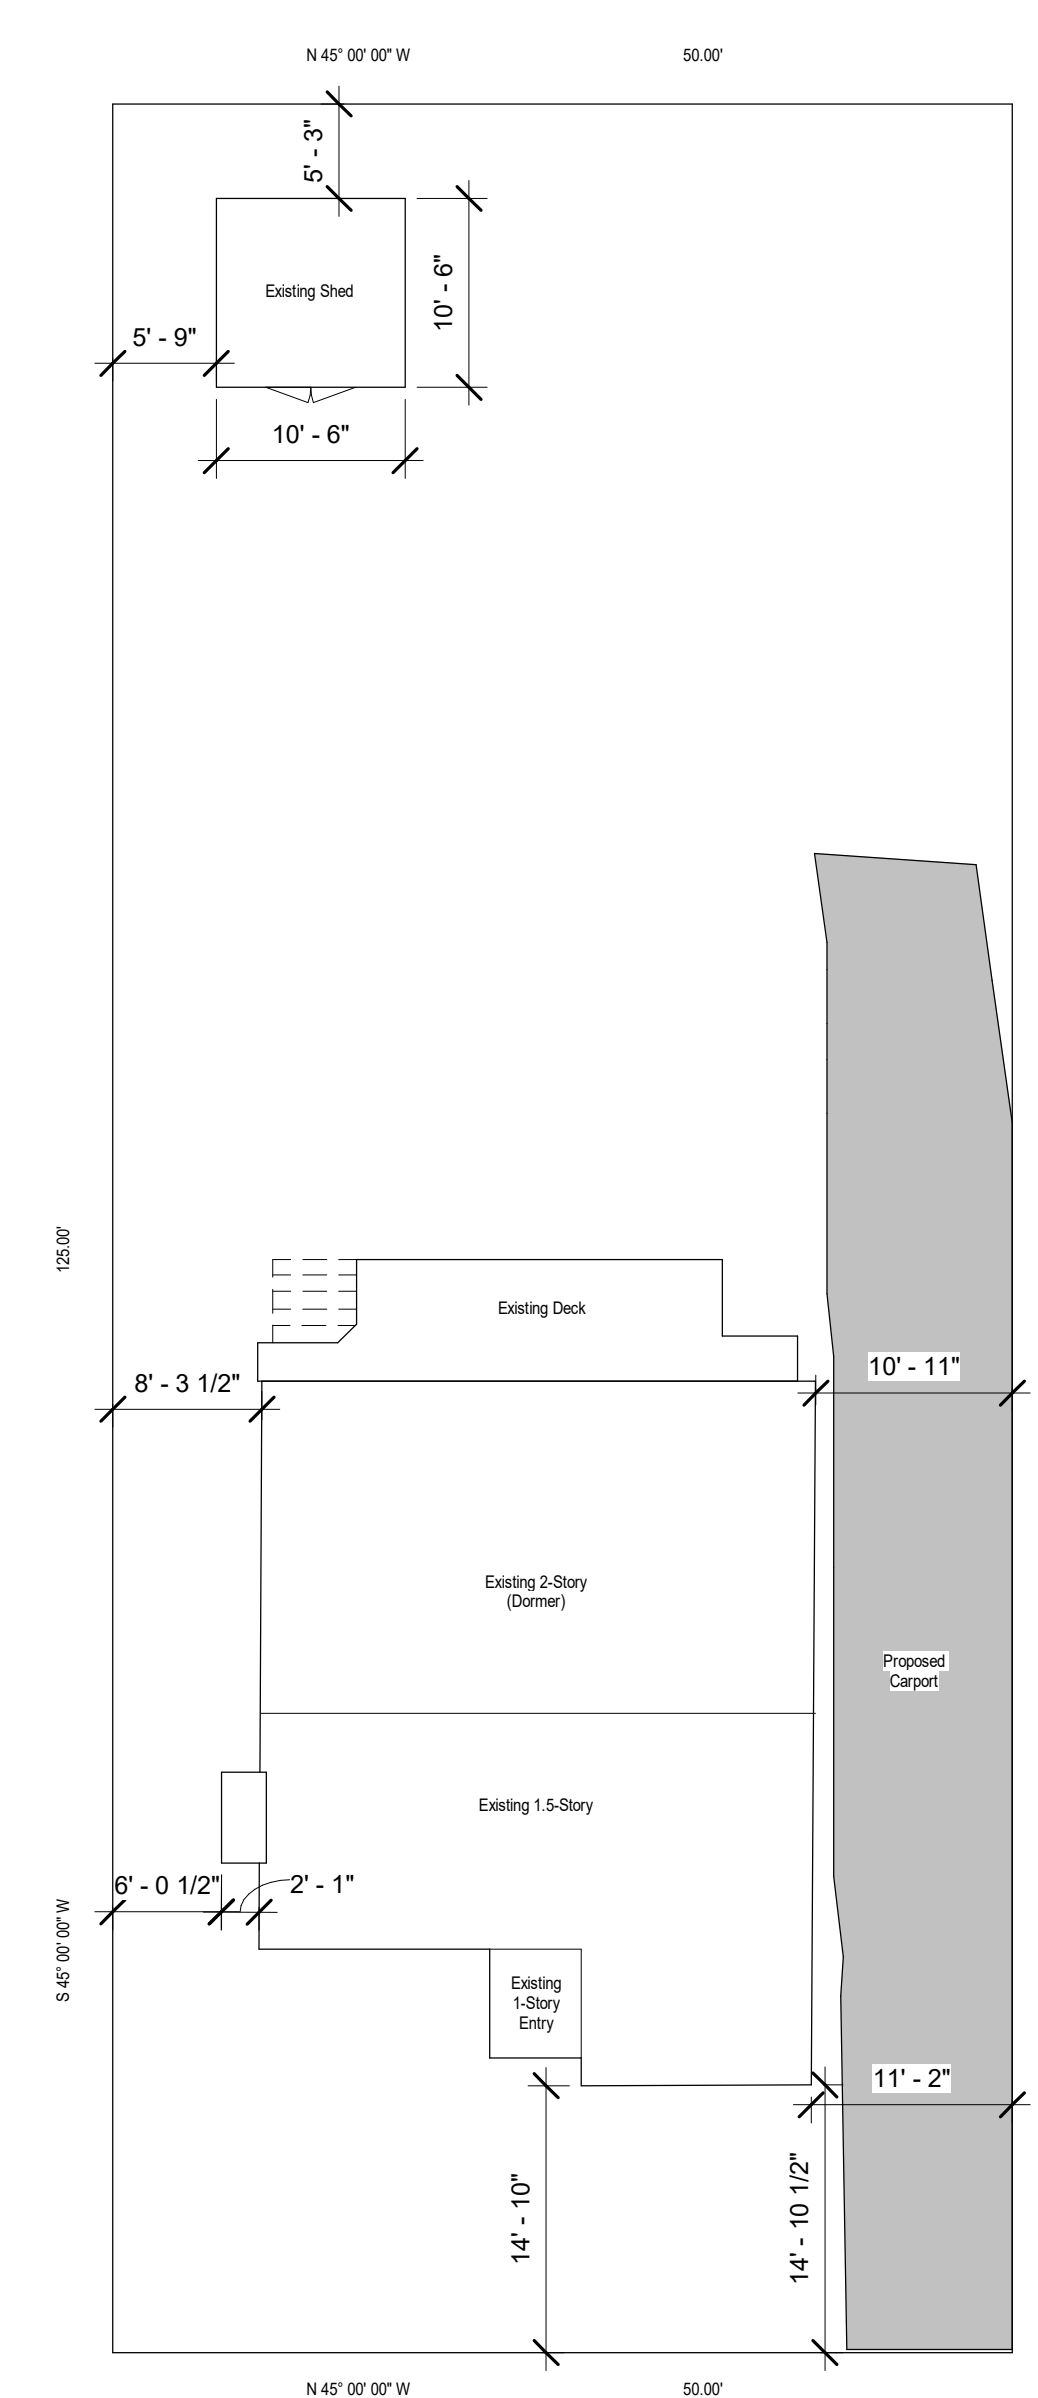 N 45° 00' 00" W 50.00'
5' - 3"
10' - 6"
Existing Shed
5' - 9"
10' - 6"
125.00'
Existing Deck
10' - 11"
8' - 3 1/2"
Existing 2-Story
(Dormer)
Proposed
Carport
Existing 1.5-Story
6' - 0 1/2"
2' - 1"
S 45° 00' 00" W
Existing
1-Story
Entry
11' - 2"
14' - 10"
14' - 10 1/2"
N 45° 00' 00" W 50.00'